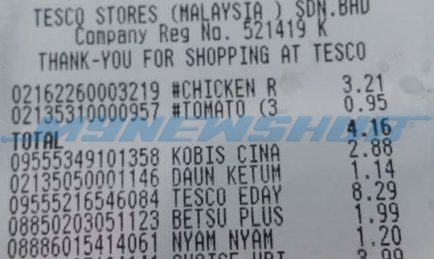 TESCO STORES (MALAYSIA ) SDN.BHD
Company Reg No. 521419 K
THANK-YOU FOR SHOPPING AT TESCO
02162260003219 #CHICKEN R 3.21
02135310000957 #TOMATO (3 0.95
MYNEWSHUB
TOTAL 4.16
09555349101358 KOBIS CINA 2.88
02135050001146 DAUN KETUM 1.14
09555216546084 TESCO EDAY 8.29
08850203051123 BETSU PLUS 1.99
08886015414061 NYAM NYAM 1.20